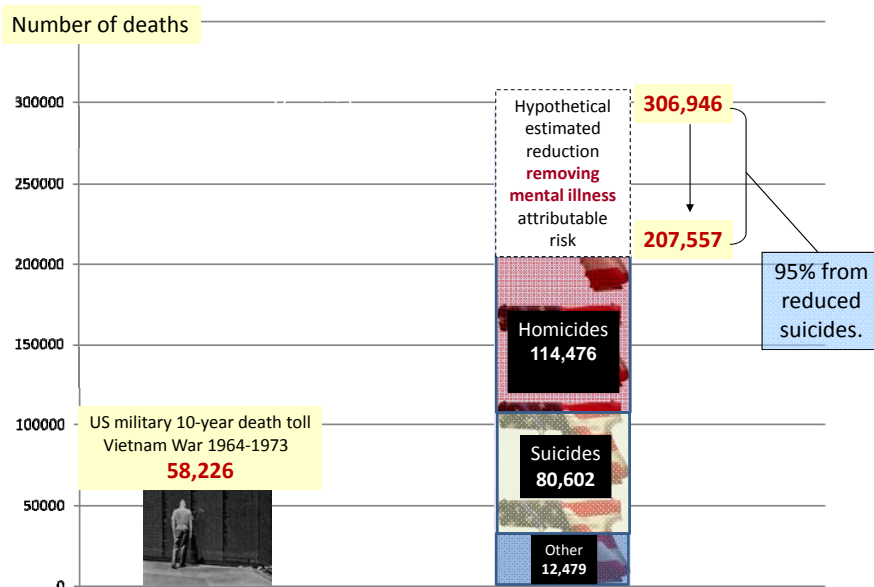 Number of deaths
300000
250000
200000
150000
100000
50000
0
Hypothetical
estimated
reduction
removing
mental illness
attributable
risk
306,946
207,557
95% from
reduced
suicides.
Homicides
114,476
US military 10-year death toll
Vietnam War 1964-1973
58,226
Suicides
80,602
Other
12,479